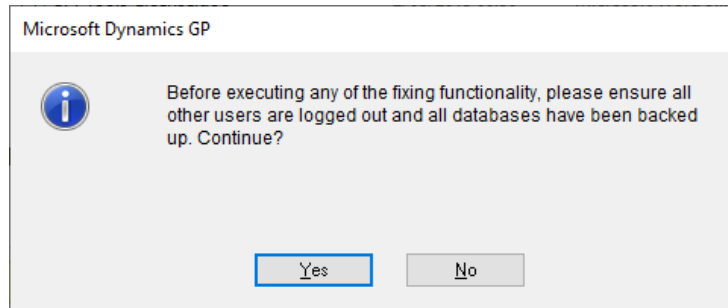 Microsoft Dynamics GP
Before executing any of the fixing functionality, please ensure all
other users are logged out and all databases have been backed
up. Continue?
Yes
No